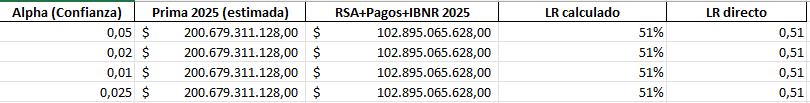 Alpha (Confianza) Prima 2025 (estimada) RSA+Pagos+IBNR 2025 LR calculado LR directo
0,05 $ 200.679.311.128,00 $ 102.895.065.628,00 51% 0,51
0,02 $ 200.679.311.128,00 $ 102.895.065.628,00 51% 0,51
0,01 $ 200.679.311.128,00 $ 102.895.065.628,00 51% 0,51
0,025 $ 200.679.311.128,00 $ 102.895.065.628,00 51% 0,51